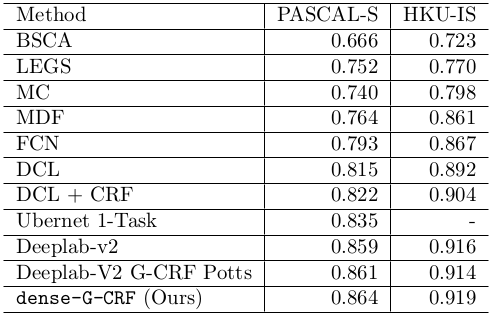 Method PASCAL-S HKU-IS
BSCA 0.666 0.723
LEGS 0.752 0.770
MC 0.740 0.798
MDF 0.764 0.861
FCN 0.793 0.867
DCL 0.815 0.892
DCL + CRF 0.822 0.904
Ubernet 1-Task 0.835 -
Deeplab-v2 0.859 0.916
Deeplab-V2 G-CRF Potts 0.861 0.914
dense-G-CRF (Ours) 0.864 0.919